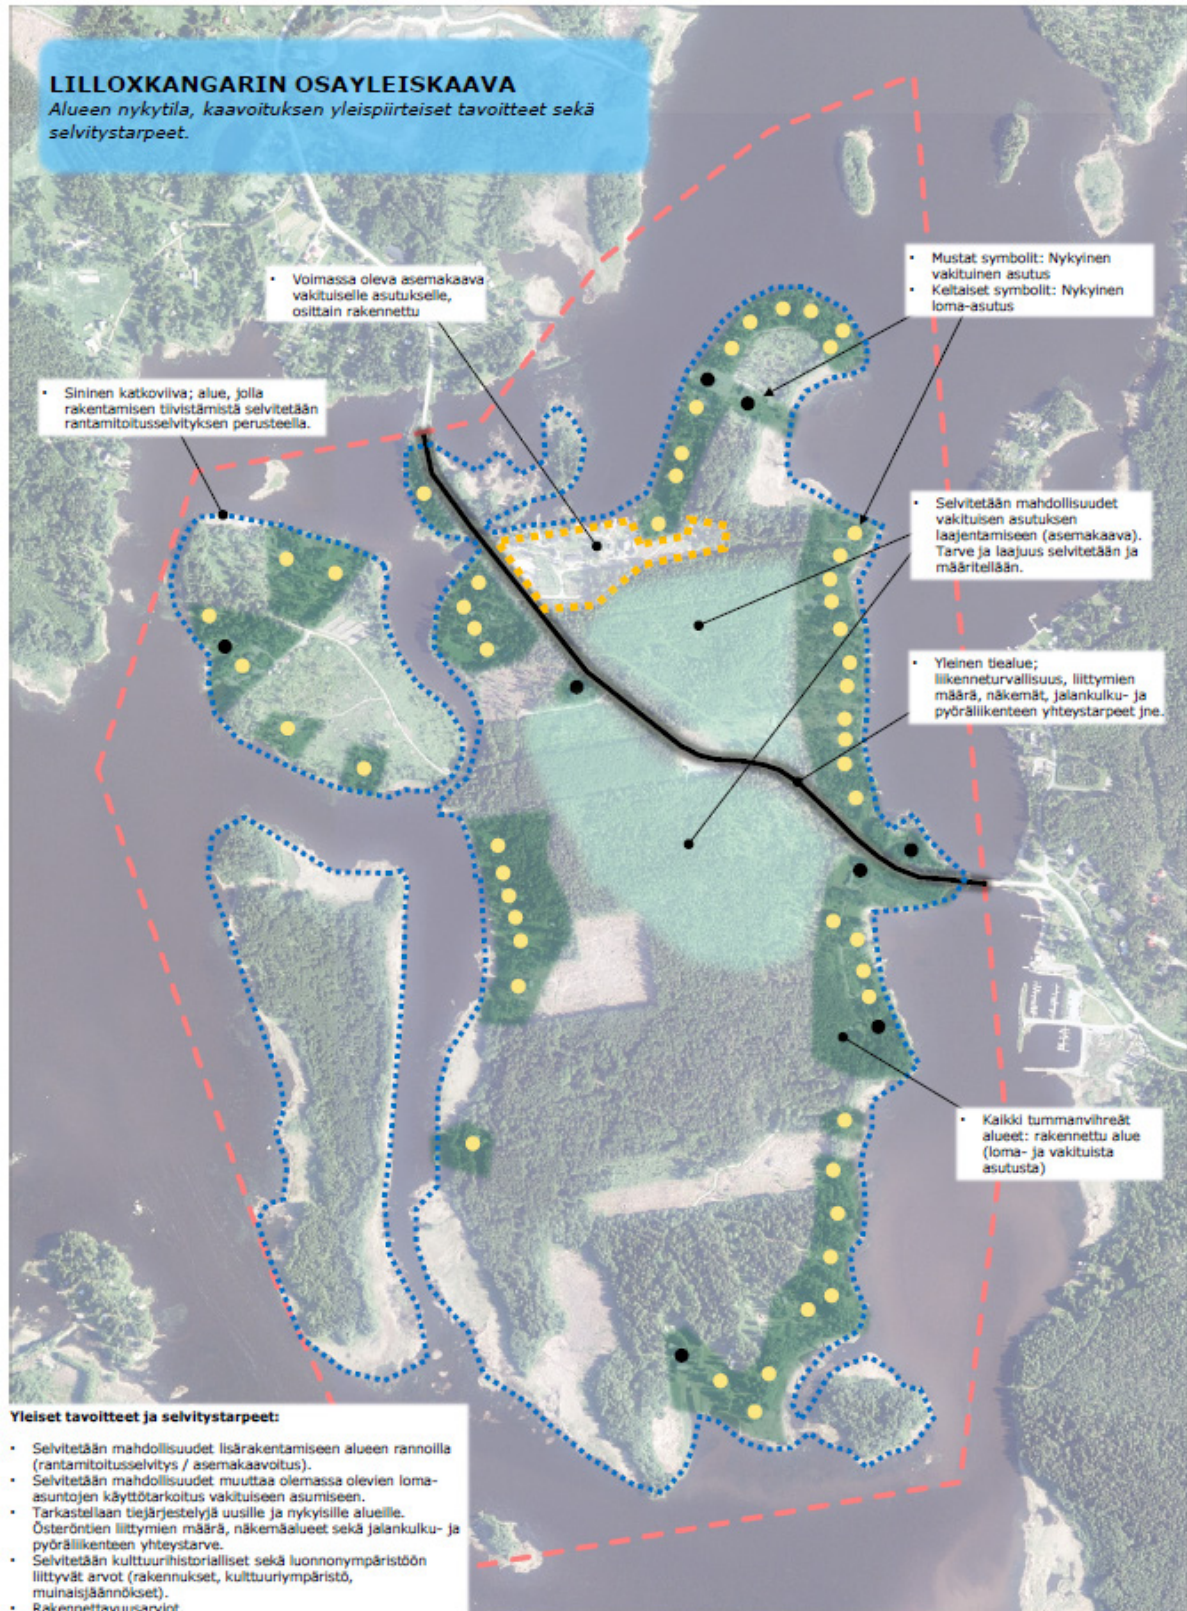 LILLOXKANGARIN OSAYLEISKAAVA
Alueen nykytila, kaavoituksen yleispiirteiset tavoitteet sekä
selvitystarpeet.
• Voimassa oleva asemakaava
vakituiselle asutukselle,
osittain rakennettu
• Mustat symbolit: Nykyinen
vakituinen asutus
• Keltaiset symbolit: Nykyinen
loma-asutus
• Sininen katkoviiva; alue, jolla
rakentamisen tiivistämistä selvitetään
rantamitoitusselvityksen perusteella.
• Selvitetään mahdollisuudet
vakituisen asutuksen
laajentamiseen (asemakaava).
Tarve ja laajuus selvitetään ja
määritellään.
• Yleinen tiealue;
liikenneturvallisuus, liittymien
määrä, näkemät, jalankulku- ja
pyöräliikenteen yhteystarpeet jne.
• Kaikki tummanvihreät
alueet: rakennettu alue
(loma- ja vakituista
asutusta)
Yleiset tavoitteet ja selvitystarpeet:
• Selvitetään mahdollisuudet lisärakentamiseen alueen rannoilla
(rantamitoitusselvitys / asemakaavoitus).
• Selvitetään mahdollisuudet muuttaa olemassa olevien loma-
asuntojen käyttötarkoitus vakituiseen asumiseen.
• Tarkastellaan tiejärjestelyjä uusille ja nykyisille alueille.
Österöntien liittymien määrä, näkemäalueet sekä jalankulku- ja
pyöräliikenteen yhteystarve.
• Selvitetään kulttuurihistorialliset sekä luonnonympäristöön
liittyvät arvot (rakennukset, kulttuuriympäristö,
muinaisjäännökset).
• Rakennettavuusarviot